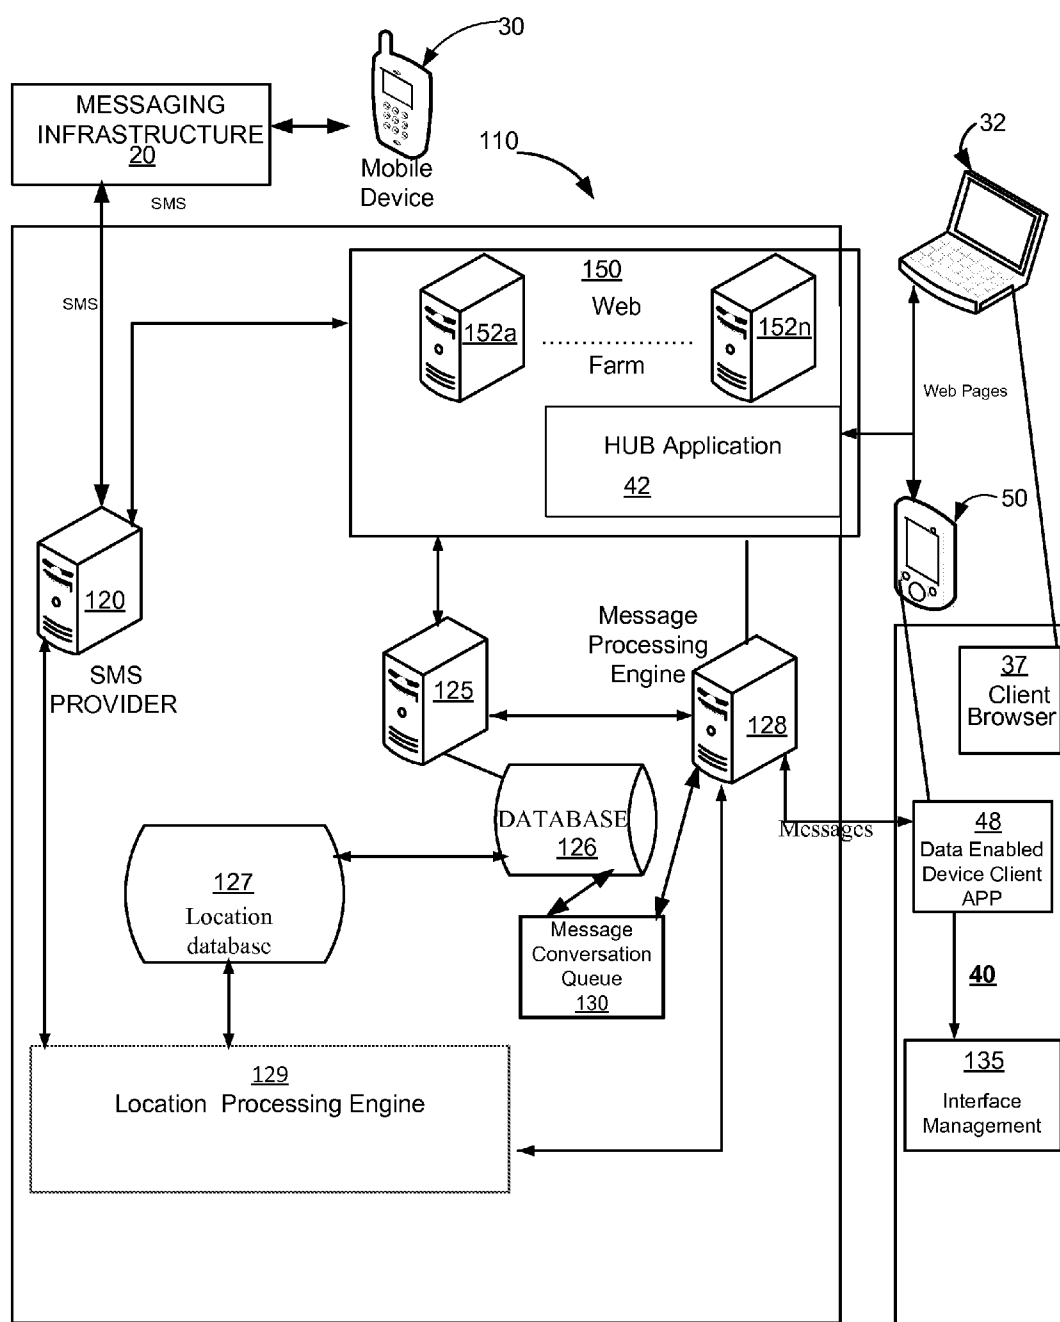 30
MESSAGING
INFRASTRUCTURE
20
Mobile
Device
110
32
SMS
SMS
150
Web
152a
152n
Farm
HUB Application
42
Web Pages
50
120
SMS
PROVIDER
125
Message
Processing
Engine
128
37
Client
Browser
DATABASE
126
Messages
48
Data Enabled
Device Client
APP
127
Location
database
Message
Conversation
Queue
130
40
129
Location Processing Engine
135
Interface
Management